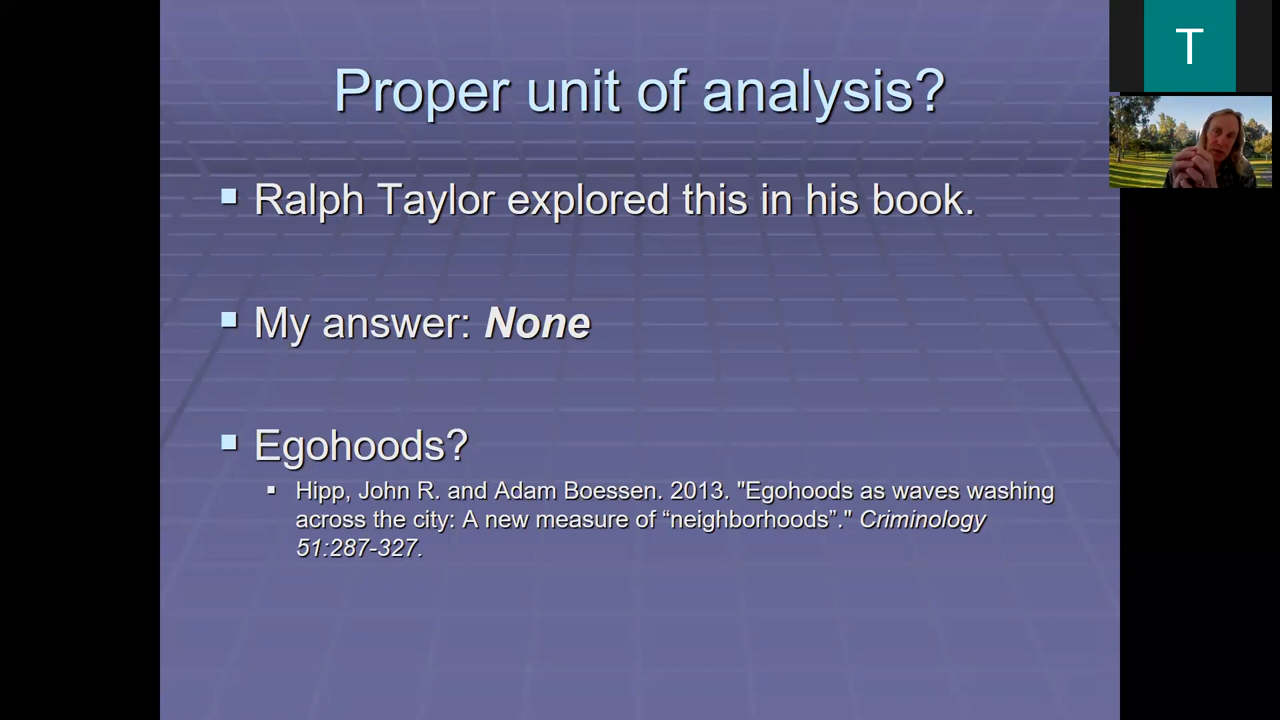 Proper unit of analysis?
T
Ralph Taylor explored this in his book.
My answer: None
Egohoods?
Hipp, John R. and Adam Boessen. 2013. "Egohoods as waves washing
across the city: A new measure of “neighborhoods”." Criminology
51:287-327.